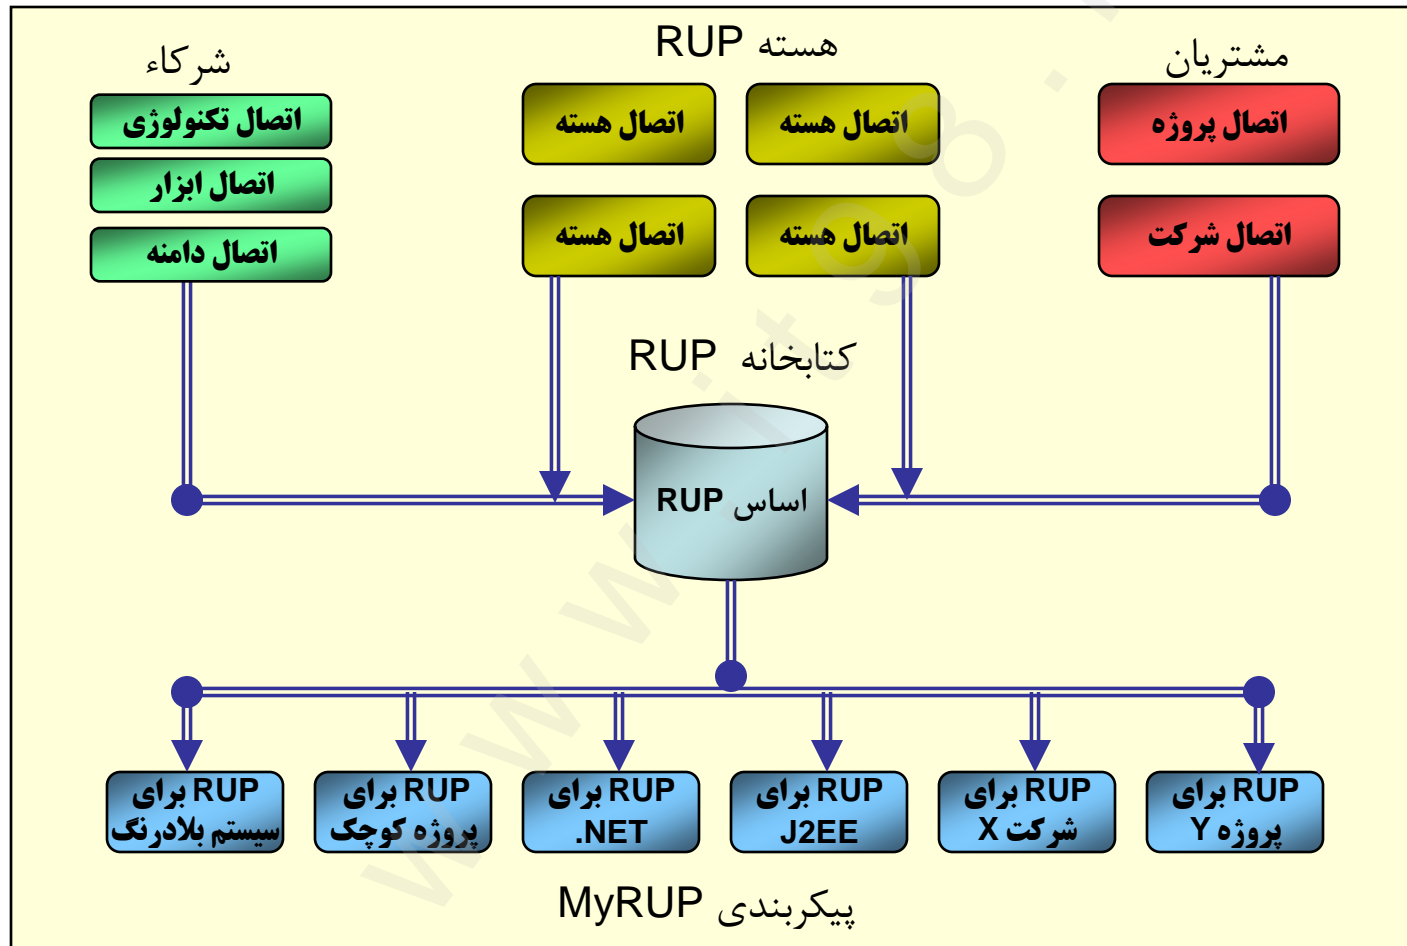 هسته RUP
مشتریان
شرکاء
اتصال پروژه
اتصال هسته
اتصال هسته
اتصال تکنولوژی
اتصال ابزار
اتصال شرکت
اتصال هسته
اتصال هسته
اتصال دامنه
کتابخانه RUP
اساس RUP
RUP برای
پروژه Y
RUP برای
شرکت X
RUP برای
J2EE
RUP برای
.NET
RUP برای
پروژه کوچک
RUP برای
سیستم بلادرنگ
پیکربندی MyRUP